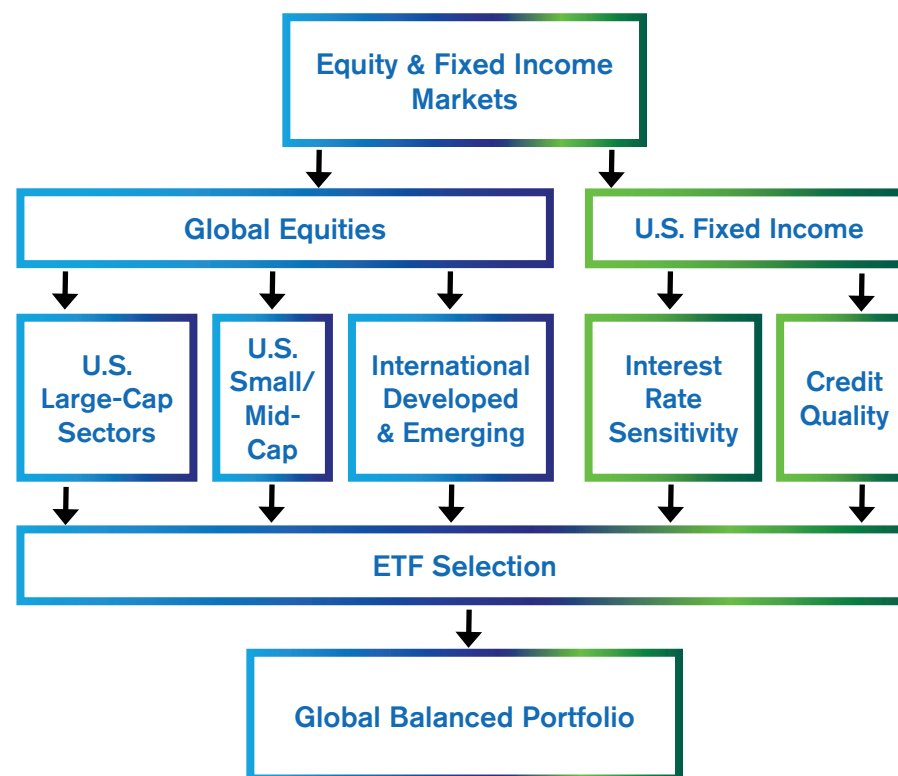 Equity & Fixed Income
Markets
Global Equities
U.S. Fixed Income
U.S.
Large-Cap
Sectors
U.S.
Small/
Mid-
Cap
International
Developed
& Emerging
Interest
Rate
Sensitivity
Credit
Quality
ETF Selection
Global Balanced Portfolio